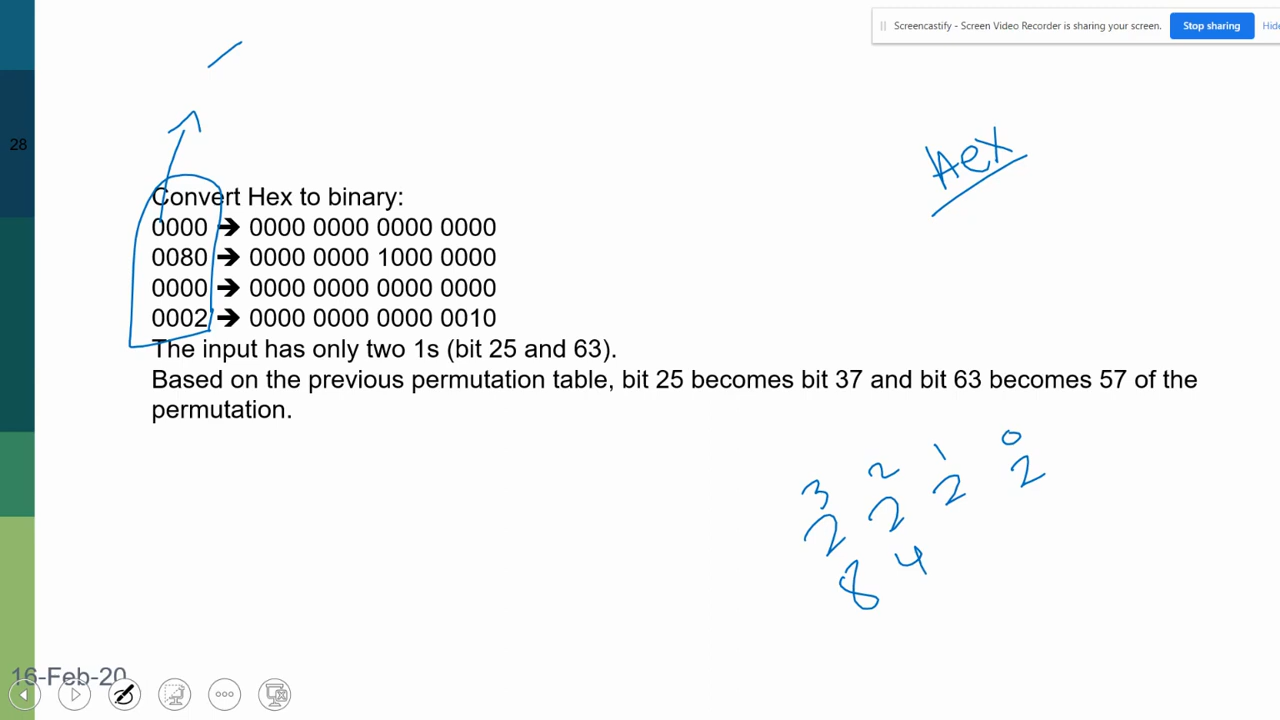 Screencastify - Screen Video Recorder is sharing your screen. Stop sharing Hide
28
Hex
Convert Hex to binary:
0000 → 0000 0000 0000 0000
0080 → 0000 0000 1000 0000
0000 → 0000 0000 0000 0000
0002 → 0000 0000 0000 0010
The input has only two 1s (bit 25 and 63).
Based on the previous permutation table, bit 25 becomes bit 37 and bit 63 becomes 57 of the
permutation.
3 2 1 0
2 2 2 2
8 4
16-Feb-20